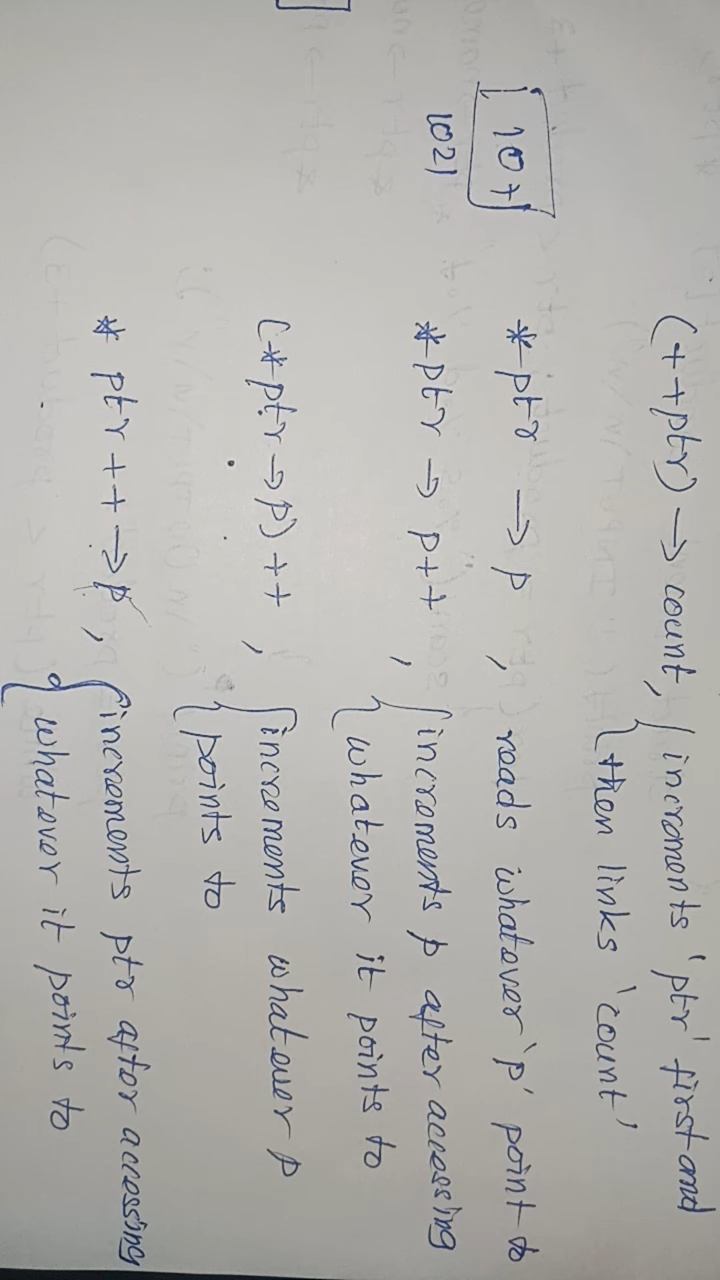 (++ptr) → count, { increments 'ptr' first and
then links 'count'
*ptr → p , reads whatever 'p' point to
*ptr → p++ , { increments p after accessing
whatever it points to
(*ptr → p)++ , { increments whatever p
points to
*ptr++ → p , { increments ptr after accessing
whatever it points to
10
1021